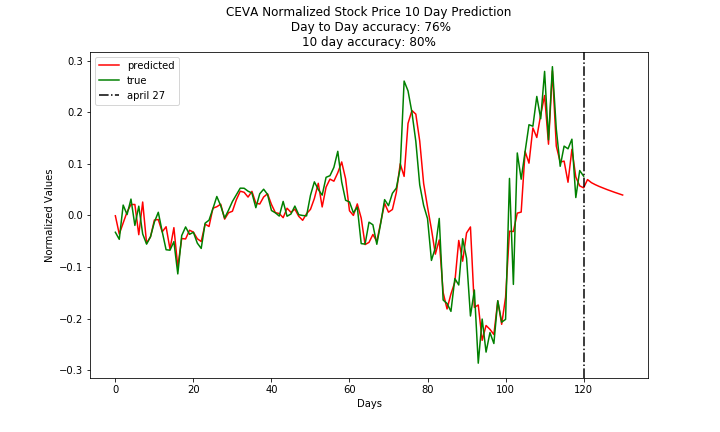 CEVA Normalized Stock Price 10 Day Prediction
Day to Day accuracy: 76%
10 day accuracy: 80%
predicted
true
april 27
0.3
0.2
0.1
0.0
−0.1
−0.2
−0.3
Normalized Values
0 20 40 60 80 100 120
Days